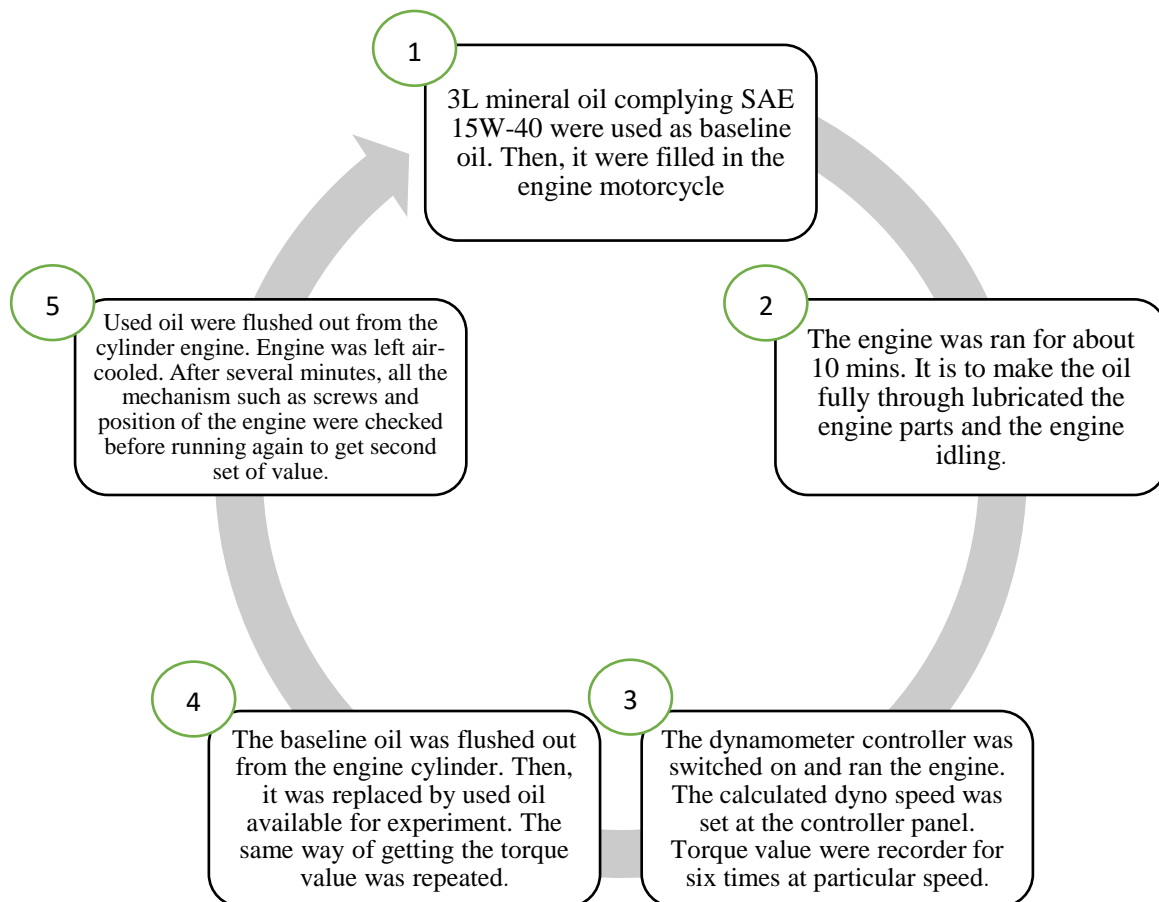 1
3L mineral oil complying SAE
15W-40 were used as baseline
oil. Then, it were filled in the
engine motorcycle
2
The engine was ran for about
10 mins. It is to make the oil
fully through lubricated the
engine parts and the engine
idling.
3
The dynamometer controller was
switched on and ran the engine.
The calculated dyno speed was
set at the controller panel.
Torque value were recorder for
six times at particular speed.
4
The baseline oil was flushed out
from the engine cylinder. Then,
it was replaced by used oil
available for experiment. The
same way of getting the torque
value was repeated.
5
Used oil were flushed out from the
cylinder engine. Engine was left air-
cooled. After several minutes, all the
mechanism such as screws and
position of the engine were checked
before running again to get second
set of value.